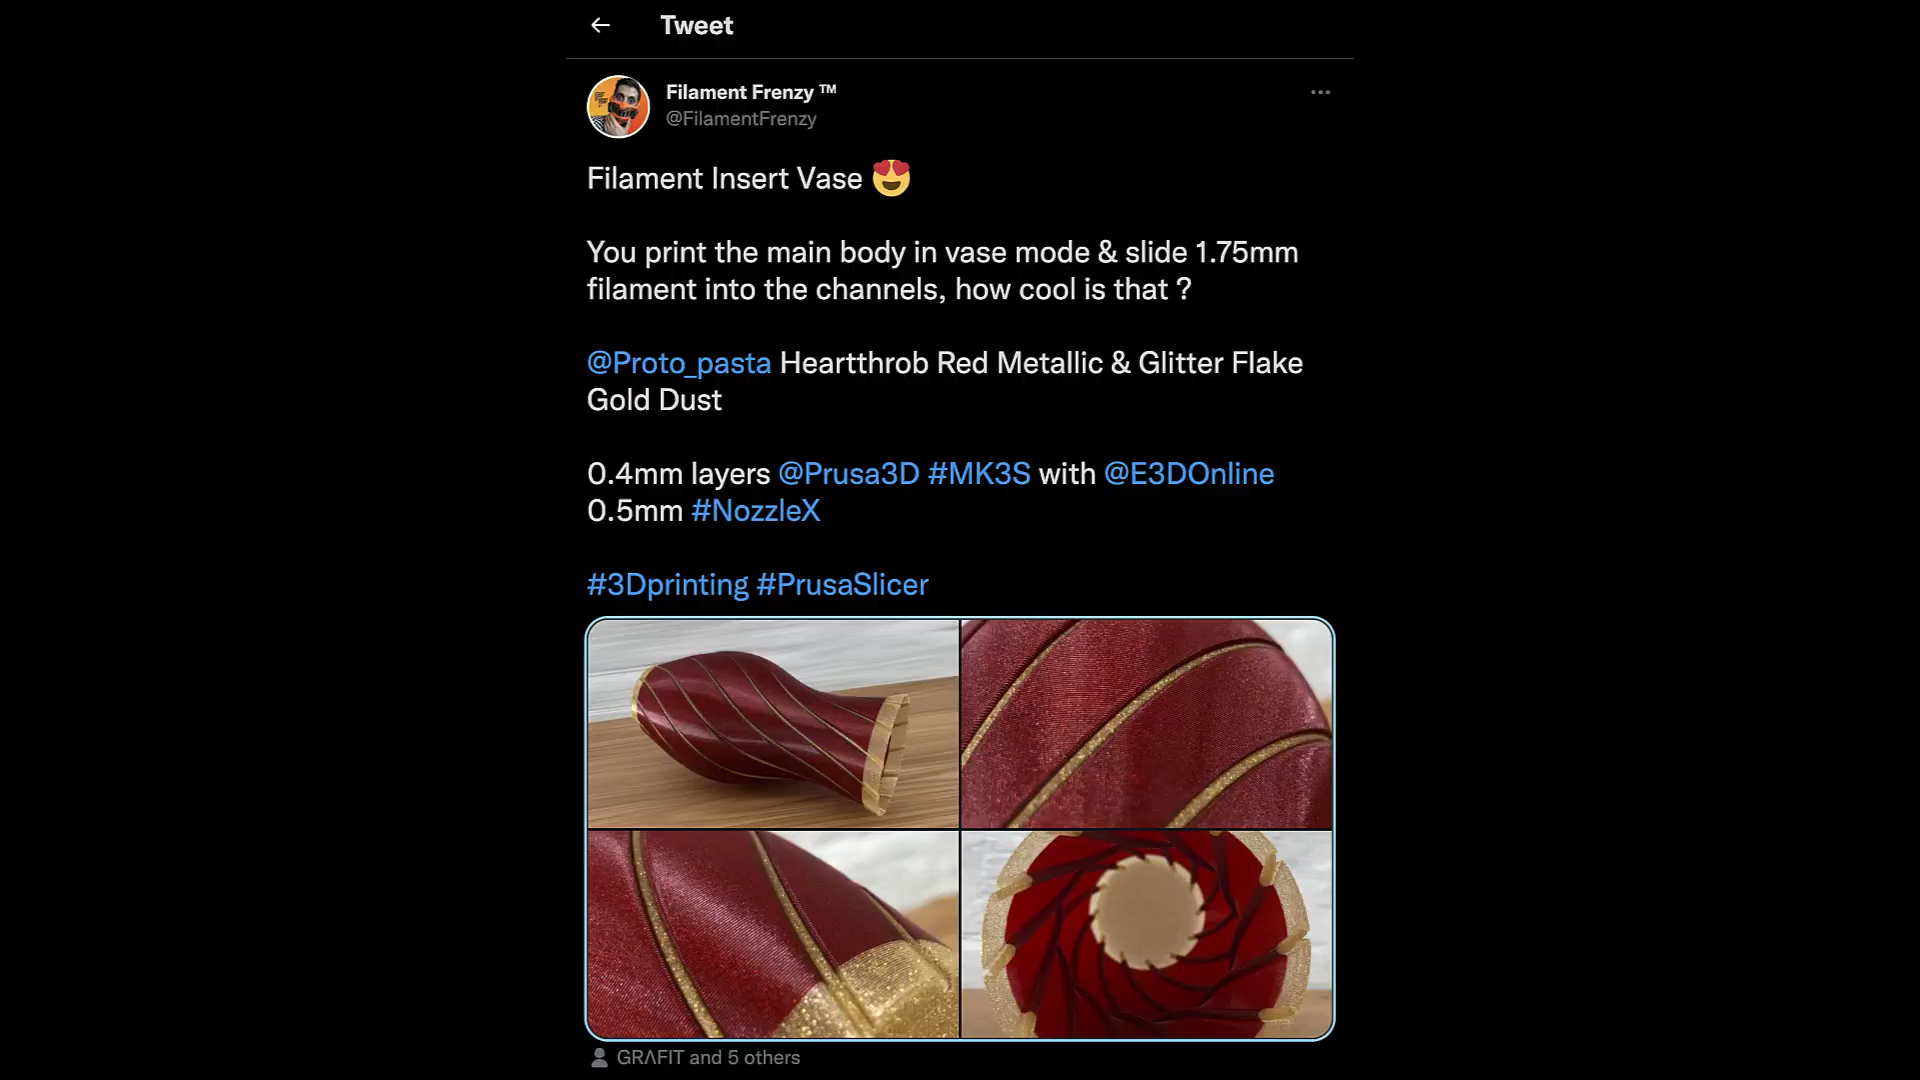 Tweet
Filament Frenzy ™
@FilamentFrenzy
Filament Insert Vase 😍
You print the main body in vase mode & slide 1.75mm
filament into the channels, how cool is that ?
@Proto_pasta Heartthrob Red Metallic & Glitter Flake
Gold Dust
0.4mm layers @Prusa3D #MK3S with @E3DOnline
0.5mm #NozzleX
#3Dprinting #PrusaSlicer
GRΛFIT and 5 others